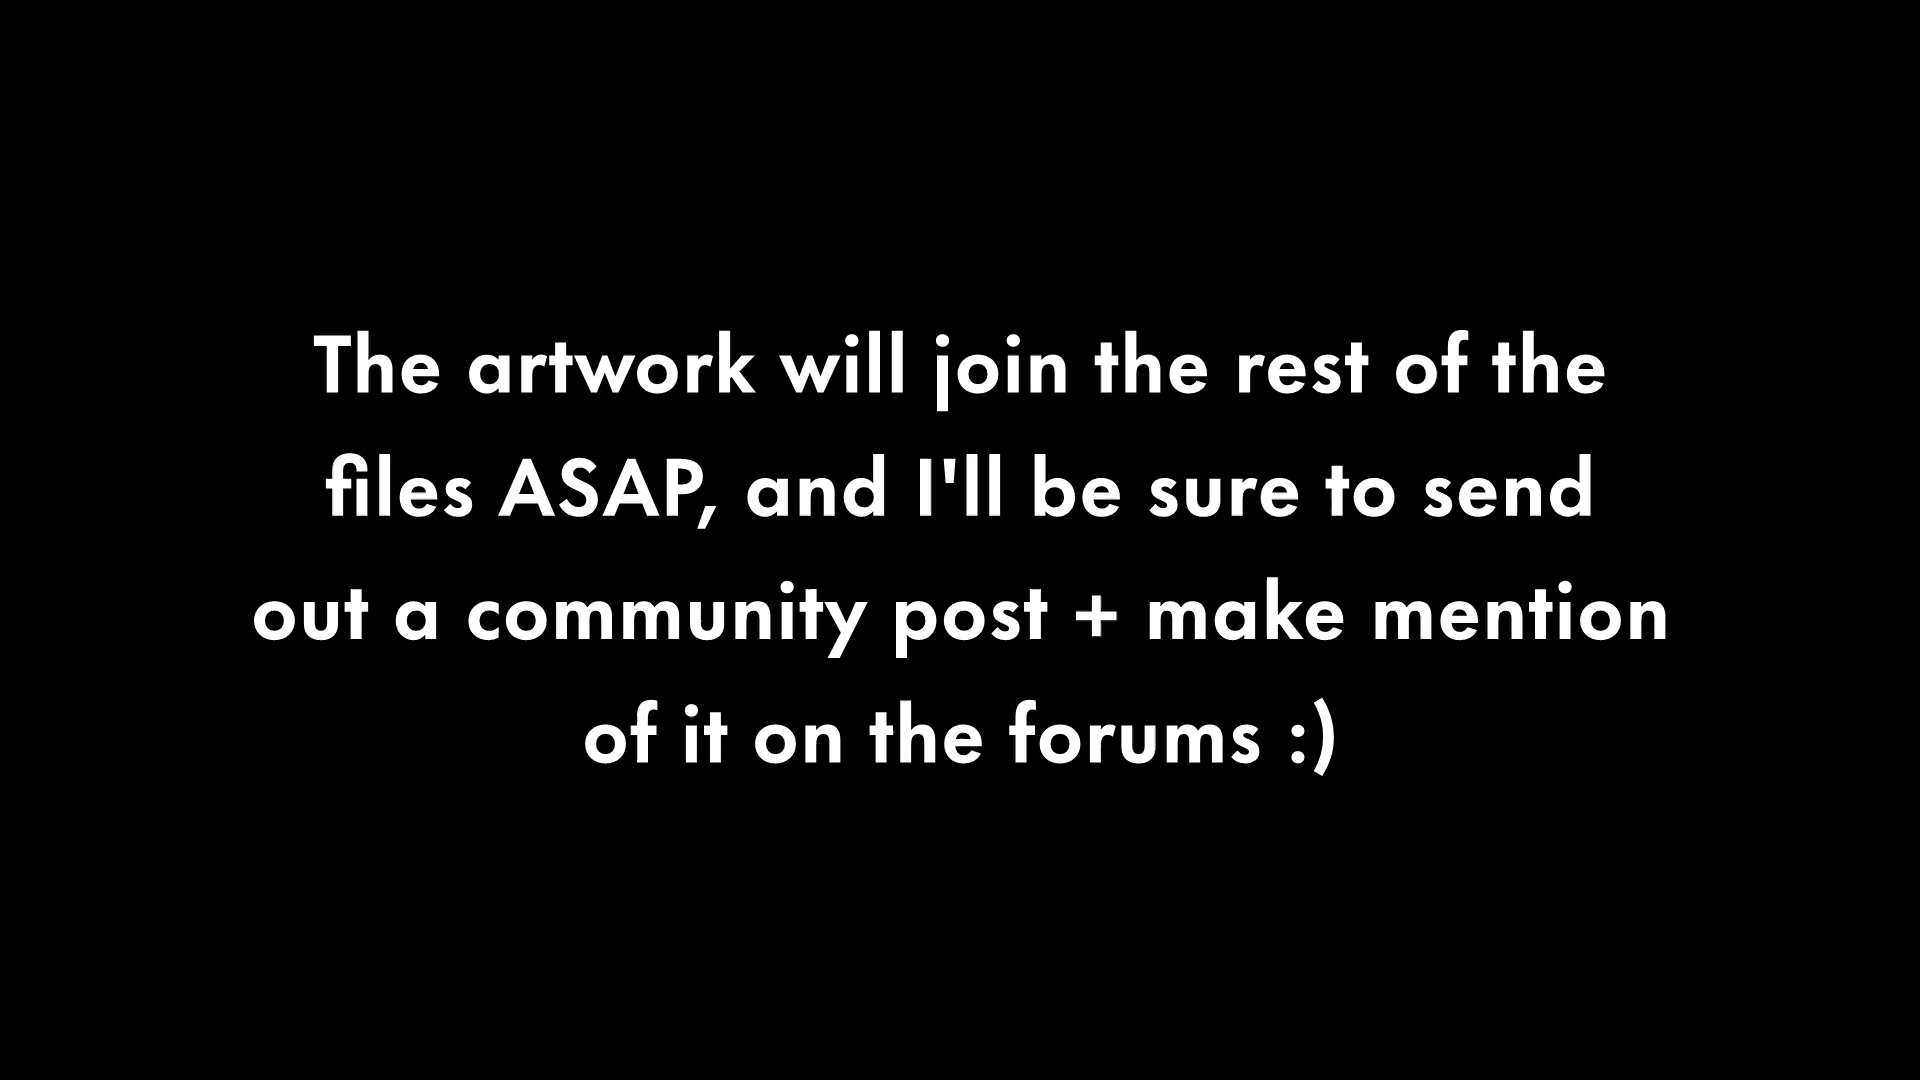 The artwork will join the rest of the
files ASAP, and I'll be sure to send
out a community post + make mention
of it on the forums :)